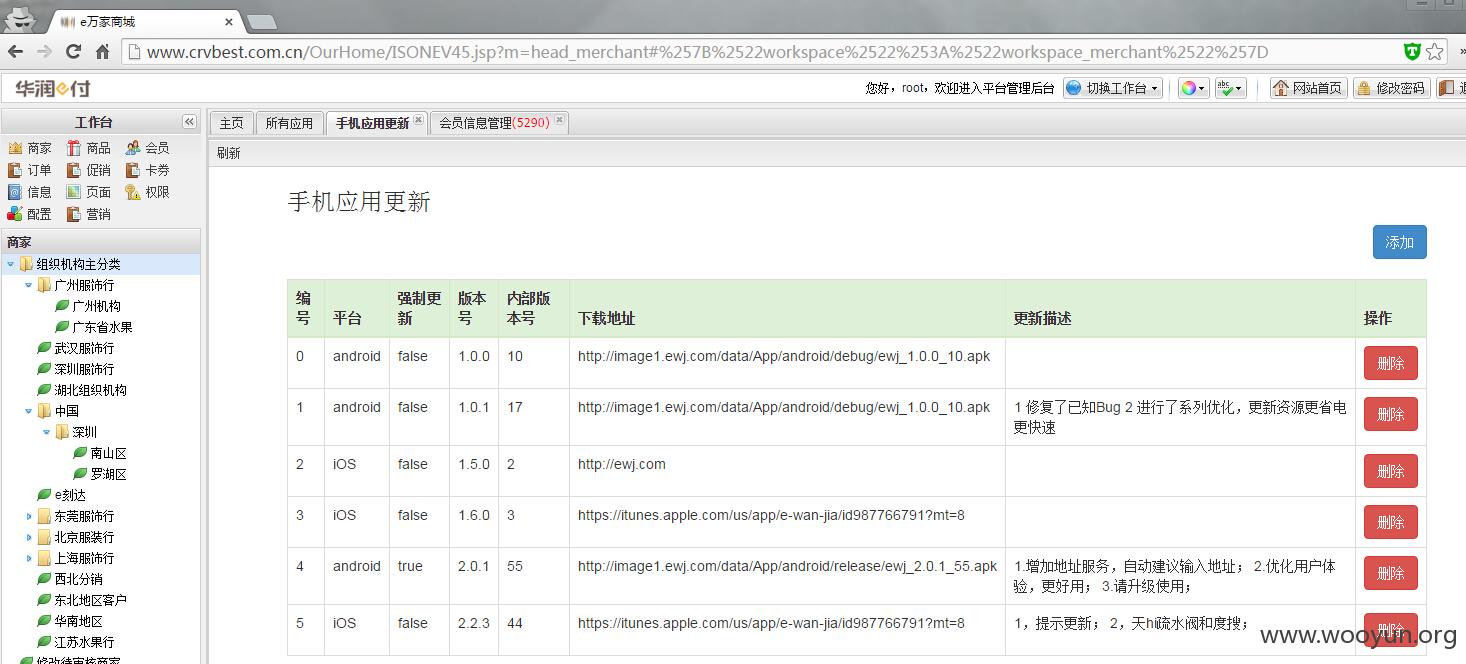 e万家商城
www.crvbest.com.cn/OurHome/ISONEV45.jsp?m=head_merchant#%257B%2522workspace%2522%253A%2522workspace_merchant%2522%257D
华润e付
您好，root，欢迎进入平台管理后台
切换工作台
网站首页
修改密码
工作台
主页
所有应用
手机应用更新
会员信息管理(5290)
商家 商品 会员
订单 促销 卡券
信息 页面 权限
配置 营销
刷新
商家
组织机构主分类
广州服饰行
广州机构
广东省水果
武汉服饰行
深圳服饰行
湖北组织机构
中国
深圳
南山区
罗湖区
e刻达
东莞服饰行
北京服装行
上海服饰行
西北分销
东北地区客户
华南地区
江苏水果行
修改待审核商家
手机应用更新
添加
编号 平台 强制更新 版本号 内部版本号 下载地址 更新描述 操作
0 android false 1.0.0 10 http://image1.ewj.com/data/App/android/debug/ewj_1.0.0_10.apk 删除
1 android false 1.0.1 17 http://image1.ewj.com/data/App/android/debug/ewj_1.0.0_10.apk 1 修复了已知Bug 2 进行了系列优化，更新资源更省电更快速 删除
2 iOS false 1.5.0 2 http://ewj.com 删除
3 iOS false 1.6.0 3 https://itunes.apple.com/us/app/e-wan-jia/id987766791?mt=8 删除
4 android true 2.0.1 55 http://image1.ewj.com/data/App/android/release/ewj_2.0.1_55.apk 1.增加地址服务，自动建议输入地址； 2.优化用户体验，更好用； 3.请升级使用； 删除
5 iOS false 2.2.3 44 https://itunes.apple.com/us/app/e-wan-jia/id987766791?mt=8 1，提示更新； 2，天hi疏水阀和度搜； 删除
www.wooyun.org